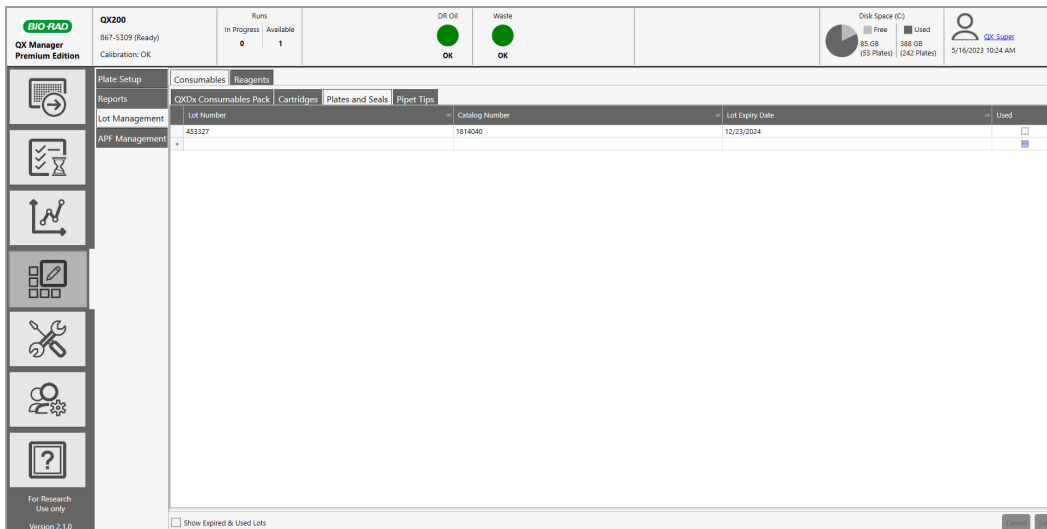 BIO-RAD
QX Manager
Premium Edition
QX200
867-5309 (Ready)
Calibration: OK
Runs
In Progress Available
0 1
DR Oil
OK
Waste
OK
Disk Space (C:)
Free Used
85 GB 388 GB
(53 Plates) (242 Plates)
QX Super
5/16/2023 10:24 AM
Plate Setup
Reports
Lot Management
APF Management
Consumables Reagents
QXDx Consumables Pack Cartridges Plates and Seals Pipet Tips
Lot Number Catalog Number Lot Expiry Date Used
453327 1814040 12/23/2024
*
?
For Research
Use only
Version 2.1.0
Show Expired & Used Lots
Cancel